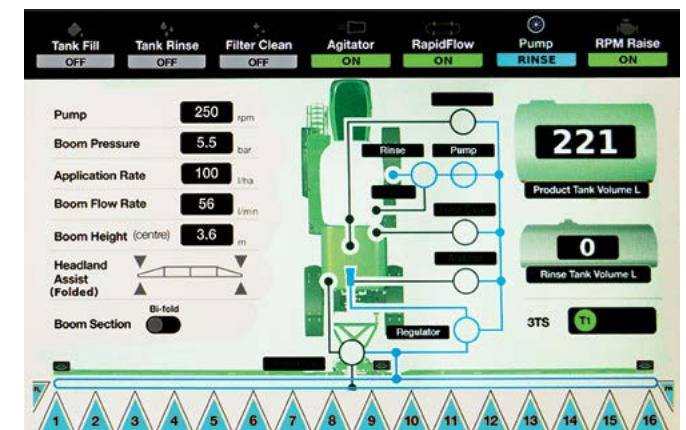 Tank Fill
OFF
Tank Rinse
OFF
Filter Clean
OFF
Agitator
ON
RapidFlow
ON
Pump
RINSE
RPM Raise
ON
Pump 250 rpm
Boom Pressure 5.5 bar
Application Rate 100 l/ha
Boom Flow Rate 56 l/min
Boom Height (centre) 3.6 m
Headland
Assist
(Folded)
Bi-fold
Boom Section
Rinse
Pump
Regulator
221
Product Tank Volume L
0
Rinse Tank Volume L
3TS T1
1 2 3 4 5 6 7 8 9 10 11 12 13 14 15 16